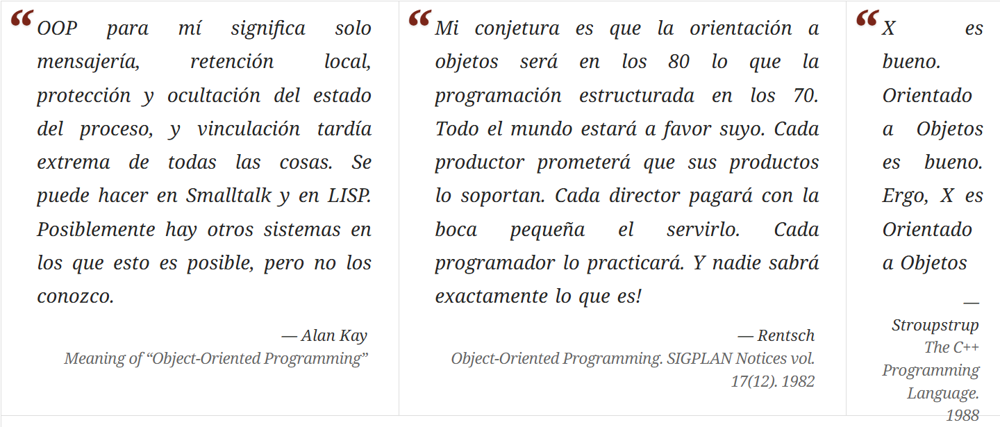 “OOP para mí significa solo
mensajería, retención local,
protección y ocultación del estado
del proceso, y vinculación tardía
extrema de todas las cosas. Se
puede hacer en Smalltalk y en LISP.
Posiblemente hay otros sistemas en
los que esto es posible, pero no los
conozco.
— Alan Kay
Meaning of “Object-Oriented Programming”
“Mi conjetura es que la orientación a
objetos será en los 80 lo que la
programación estructurada en los 70.
Todo el mundo estará a favor suyo. Cada
productor prometerá que sus productos
lo soportan. Cada director pagará con la
boca pequeña el servirlo. Cada
programador lo practicará. Y nadie sabrá
exactamente lo que es!
— Rentsch
Object-Oriented Programming. SIGPLAN Notices vol.
17(12). 1982
“X es
bueno.
Orientado
a Objetos
es bueno.
Ergo, X es
Orientado
a Objetos
—
Stroupstrup
The C++
Programming
Language.
1988